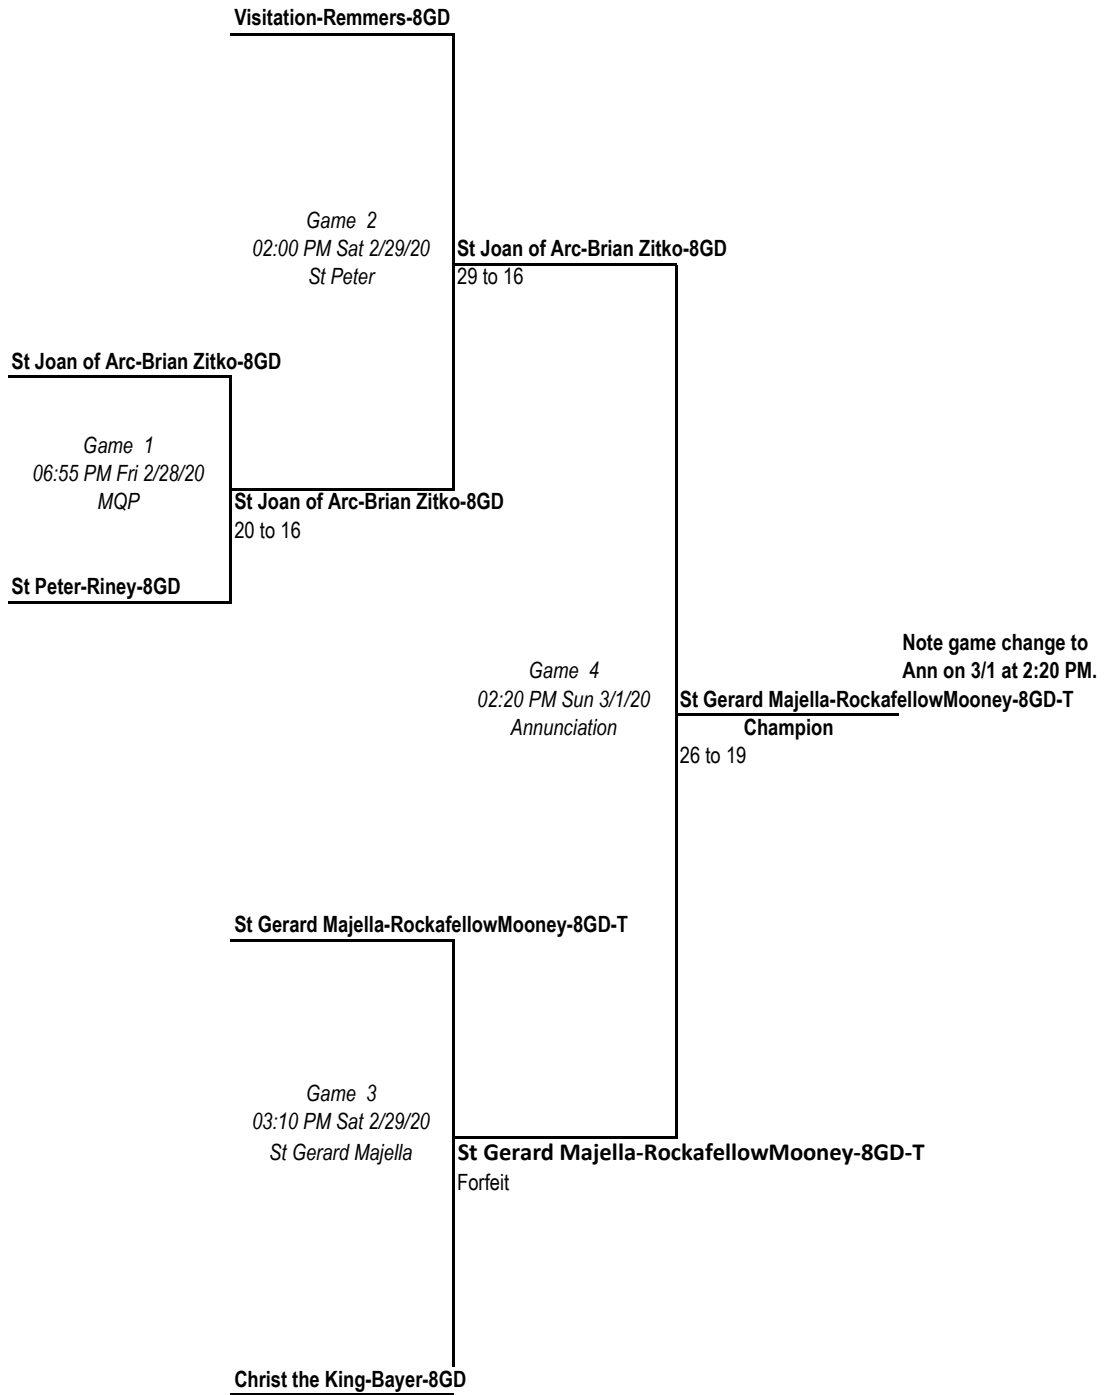 Visitation-Remmers-8GD
Game 2
02:00 PM Sat 2/29/20
St Peter
St Joan of Arc-Brian Zitko-8GD
29 to 16
St Joan of Arc-Brian Zitko-8GD
Game 1
06:55 PM Fri 2/28/20
MQP
St Joan of Arc-Brian Zitko-8GD
20 to 16
St Peter-Riney-8GD
Note game change to
Ann on 3/1 at 2:20 PM.
Game 4
02:20 PM Sun 3/1/20
Annunciation
St Gerard Majella-RockafellowMooney-8GD-T
Champion
26 to 19
St Gerard Majella-RockafellowMooney-8GD-T
Game 3
03:10 PM Sat 2/29/20
St Gerard Majella
St Gerard Majella-RockafellowMooney-8GD-T
Forfeit
Christ the King-Bayer-8GD